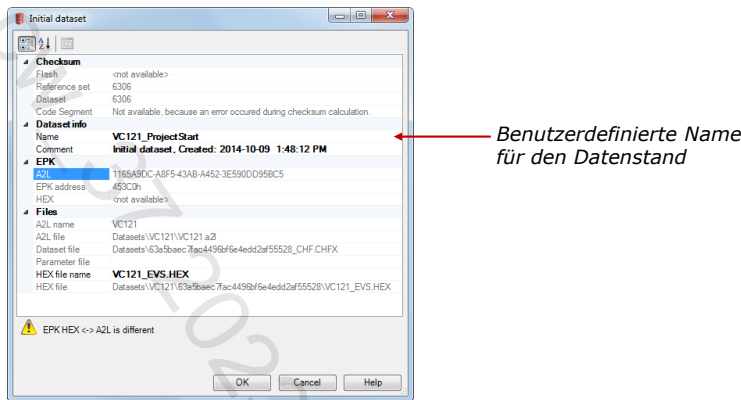 Initial dataset
Checksum
Flash <not available>
Reference set 6306
Dataset 6306
Code Segment Not available, because an error occured during checksum calculation.
Dataset info
Name VC121_ProjectStart
Comment Initial dataset, Created: 2014-10-09 1:48:12 PM
EPK
A2L 1165A9DC-A8F5-43AB-A452-3E590DD95BC5
EPK address 453C0h
HEX <not available>
Files
A2L name VC121
A2L file Datasets\VC121\VC121.a2l
Dataset file Datasets\63a5baec7fac4496bf6e4edd2af55528_CHF.CHFX
Parameter file
HEX file name VC121_EVS.HEX
HEX file Datasets\VC121\63a5baec7fac4496bf6e4edd2af55528\VC121_EVS.HEX
EPK HEX <-> A2L is different
OK Cancel Help
Benutzerdefinierte Name
für den Datenstand